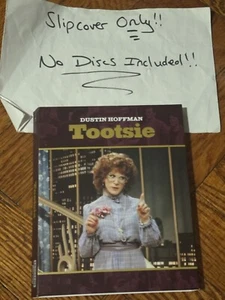 Slipcover Only!!
No Discs Included!!
DUSTIN HOFFMAN
Tootsie